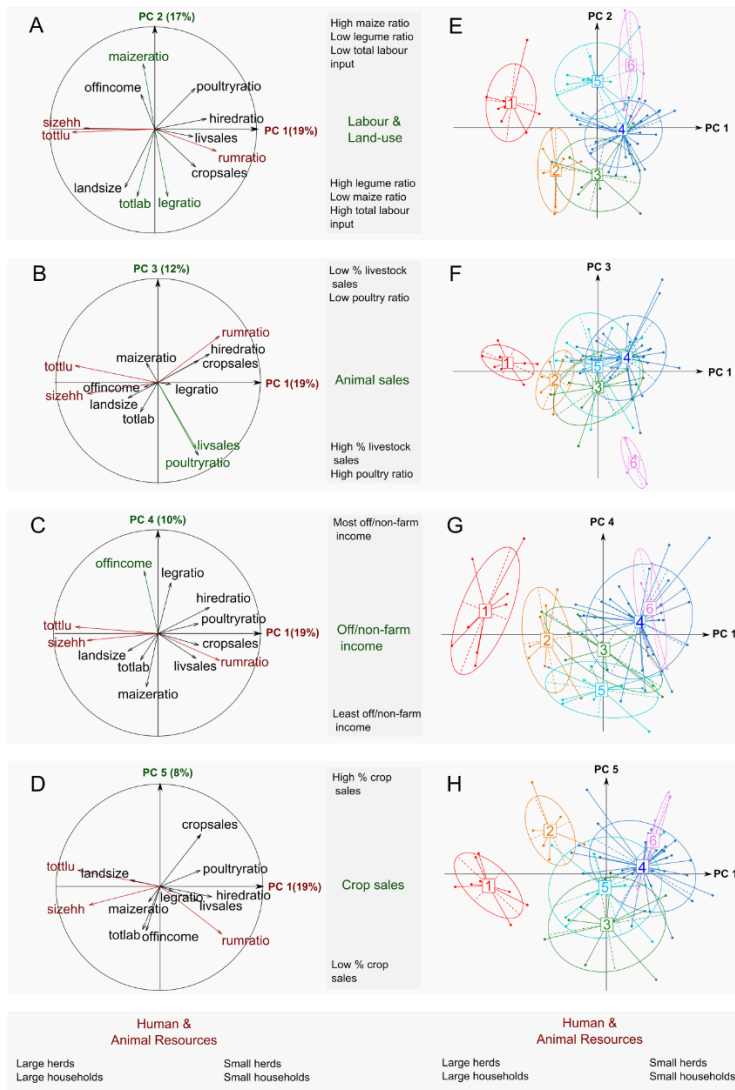 A
PC 2 (17%)
maizeratio
offincome
poultryratio
hiredratio
sizehh
tottlu
PC 1(19%)
livsales
rumratio
cropsales
landsize
totlab
legratio
High maize ratio
Low legume ratio
Low total labour
input
Labour &
Land-use
High legume ratio
Low maize ratio
High total labour
input
E
PC 2
PC 1
1
5
6
4
2
3
B
PC 3 (12%)
rumratio
hiredratio
cropsales
maizeratio
tottlu
offincome
legratio
PC 1(19%)
sizehh
landsize
totlab
livsales
poultryratio
Low % livestock
sales
Low poultry ratio
Animal sales
High % livestock
sales
High poultry ratio
F
PC 3
PC 1
1
2
5
4
3
6
C
PC 4 (10%)
offincome
legratio
hiredratio
poultryratio
tottlu
sizehh
PC 1(19%)
cropsales
landsize
totlab
livsales
rumratio
maizeratio
Most off/non-farm
income
Off/non-farm
income
Least off/non-farm
income
G
PC 4
PC 1
1
2
6
4
3
5
D
PC 5 (8%)
cropsales
poultryratio
tottlu
landsize
PC 1(19%)
legratio
hiredratio
livsales
sizehh
maizeratio
totlab
offincome
rumratio
High % crop
sales
Crop sales
Low % crop
sales
H
PC 5
PC 1
1
2
6
4
5
3
Human &
Animal Resources
Large herds
Large households
Small herds
Small households
Human &
Animal Resources
Large herds
Large households
Small herds
Small households